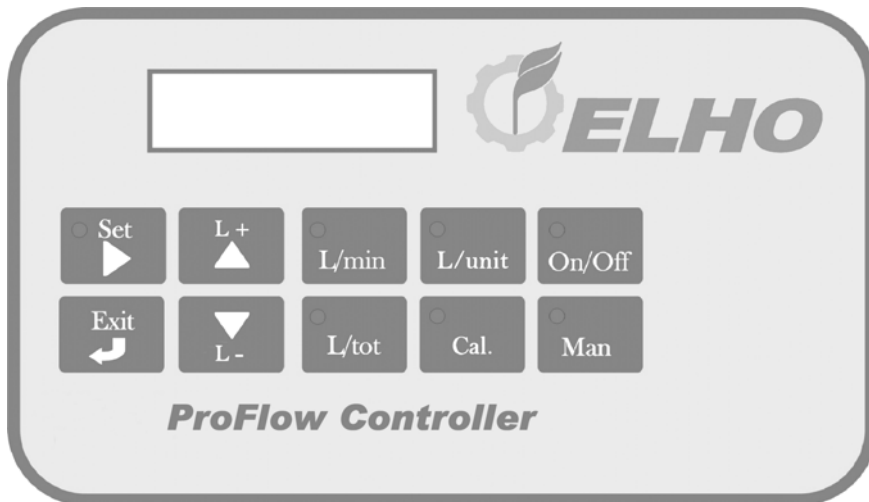 ELHO
Set L + L/min L/unit On/Off
Exit L - L/tot Cal. Man
ProFlow Controller